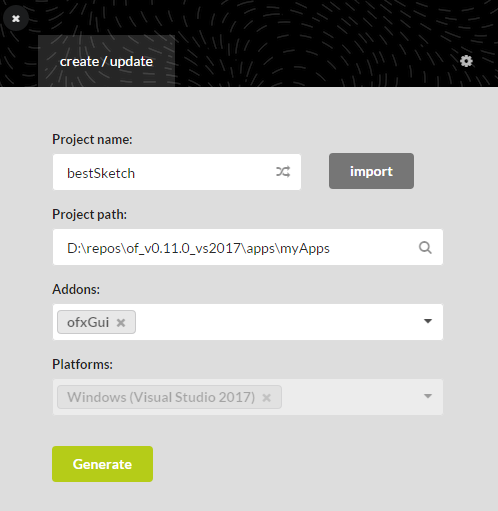 create / update
Project name:
bestSketch
import
Project path:
D:\repos\of_v0.11.0_vs2017\apps\myApps
Addons:
ofxGui
Platforms:
Windows (Visual Studio 2017)
Generate